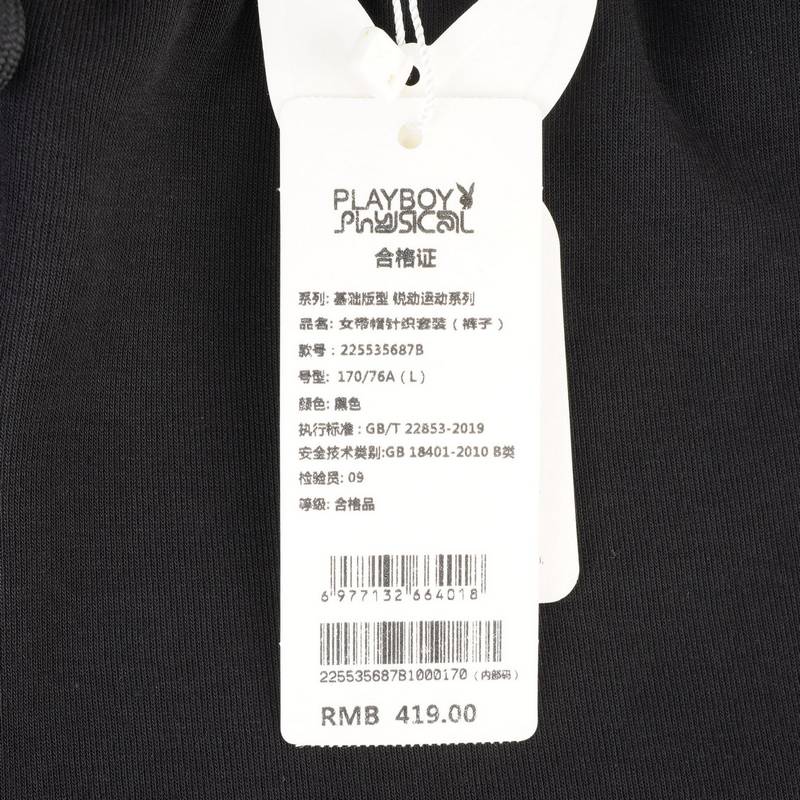 PLAYBOY
PhySICAL
合格证
系列: 基础版型 锐动运动系列
品名: 女带帽针织套装（裤子）
款号：225535687B
号型: 170/76A（L）
颜色: 黑色
执行标准：GB/T 22853-2019
安全技术类别:GB 18401-2010 B类
检验员: 09
等级: 合格品
6 977132 664018
225535687B1000170（内部码）
RMB 419.00